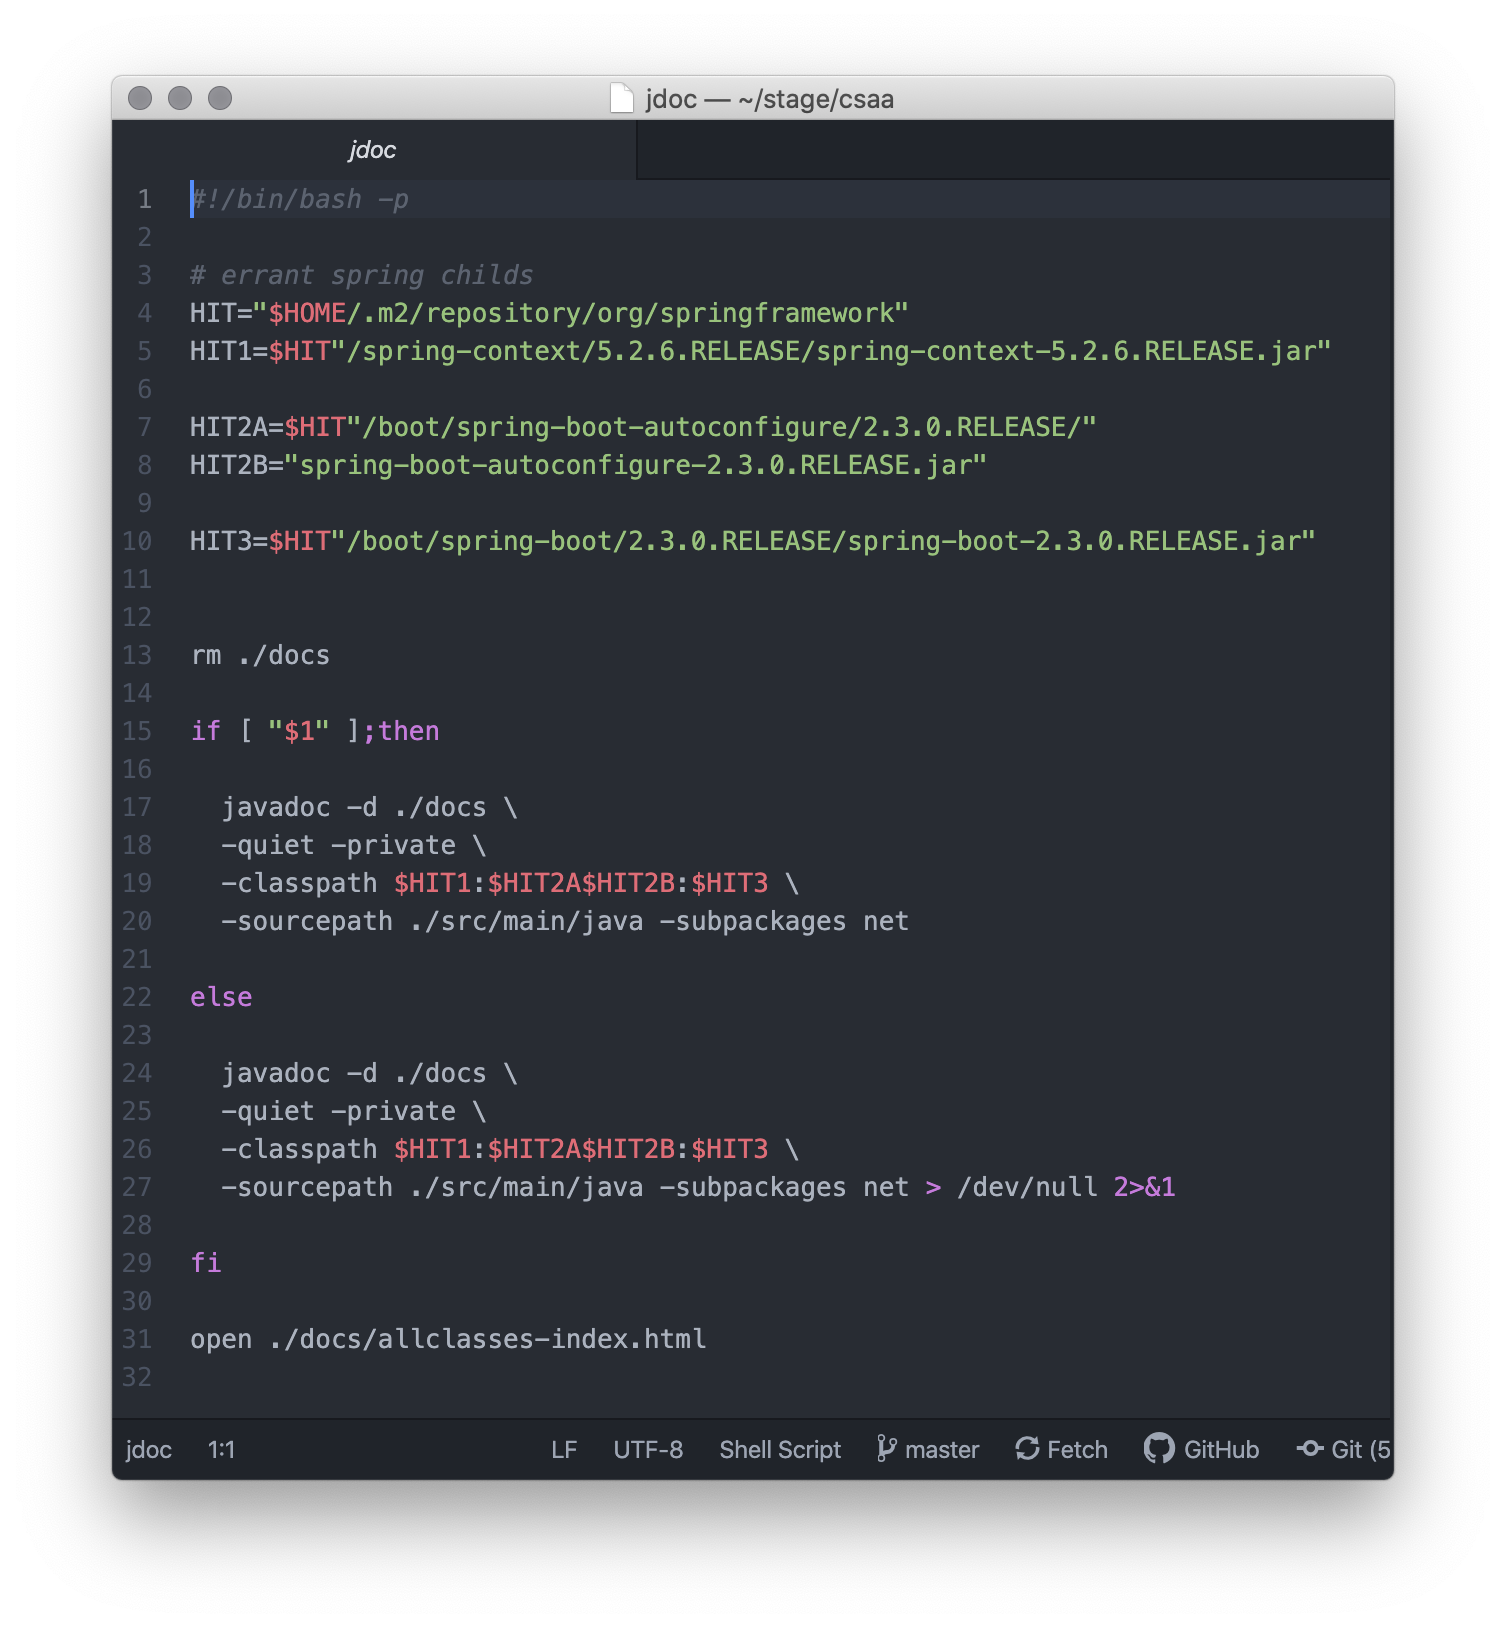 jdoc — ~/stage/csaa
jdoc
1 #!/bin/bash -p
2
3 # errant spring childs
4 HIT="$HOME/.m2/repository/org/springframework"
5 HIT1=$HIT"/spring-context/5.2.6.RELEASE/spring-context-5.2.6.RELEASE.jar"
6
7 HIT2A=$HIT"/boot/spring-boot-autoconfigure/2.3.0.RELEASE/"
8 HIT2B="spring-boot-autoconfigure-2.3.0.RELEASE.jar"
9
10 HIT3=$HIT"/boot/spring-boot/2.3.0.RELEASE/spring-boot-2.3.0.RELEASE.jar"
11
12
13 rm ./docs
14
15 if [ "$1" ];then
16
17   javadoc -d ./docs \
18   -quiet -private \
19   -classpath $HIT1:$HIT2A$HIT2B:$HIT3 \
20   -sourcepath ./src/main/java -subpackages net
21
22 else
23
24   javadoc -d ./docs \
25   -quiet -private \
26   -classpath $HIT1:$HIT2A$HIT2B:$HIT3 \
27   -sourcepath ./src/main/java -subpackages net > /dev/null 2>&1
28
29 fi
30
31 open ./docs/allclasses-index.html
32
jdoc 1:1 LF UTF-8 Shell Script master Fetch GitHub Git (5